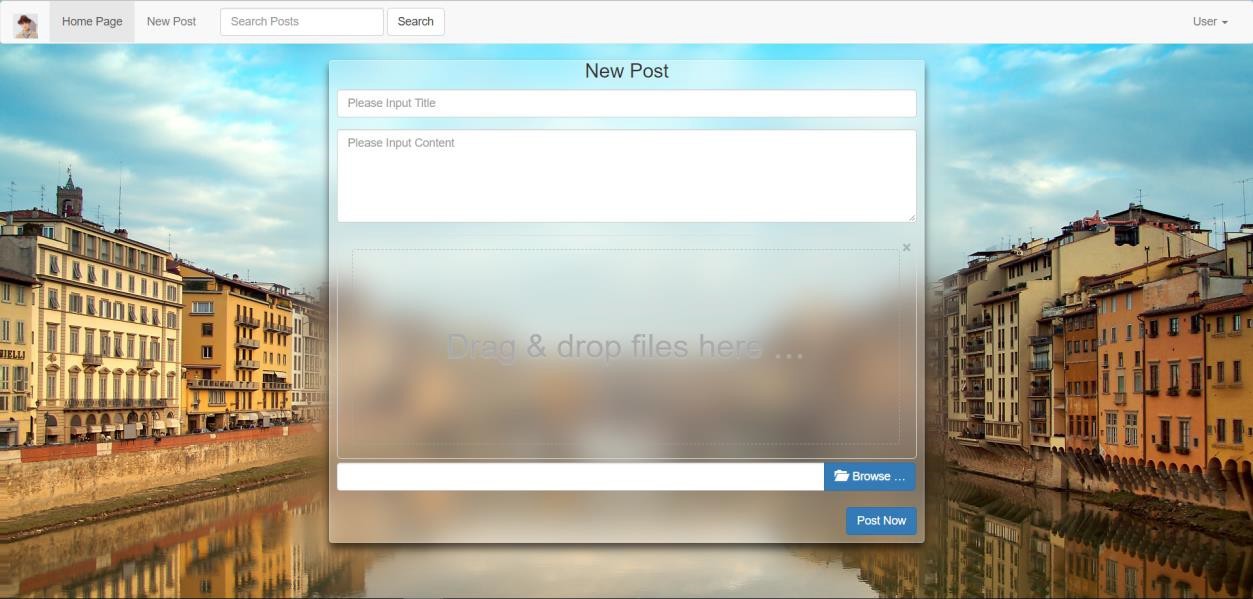 Home Page New Post Search Posts Search User
New Post
Please Input Title
Please Input Content
×
Drag & drop files here …
Browse …
Post Now